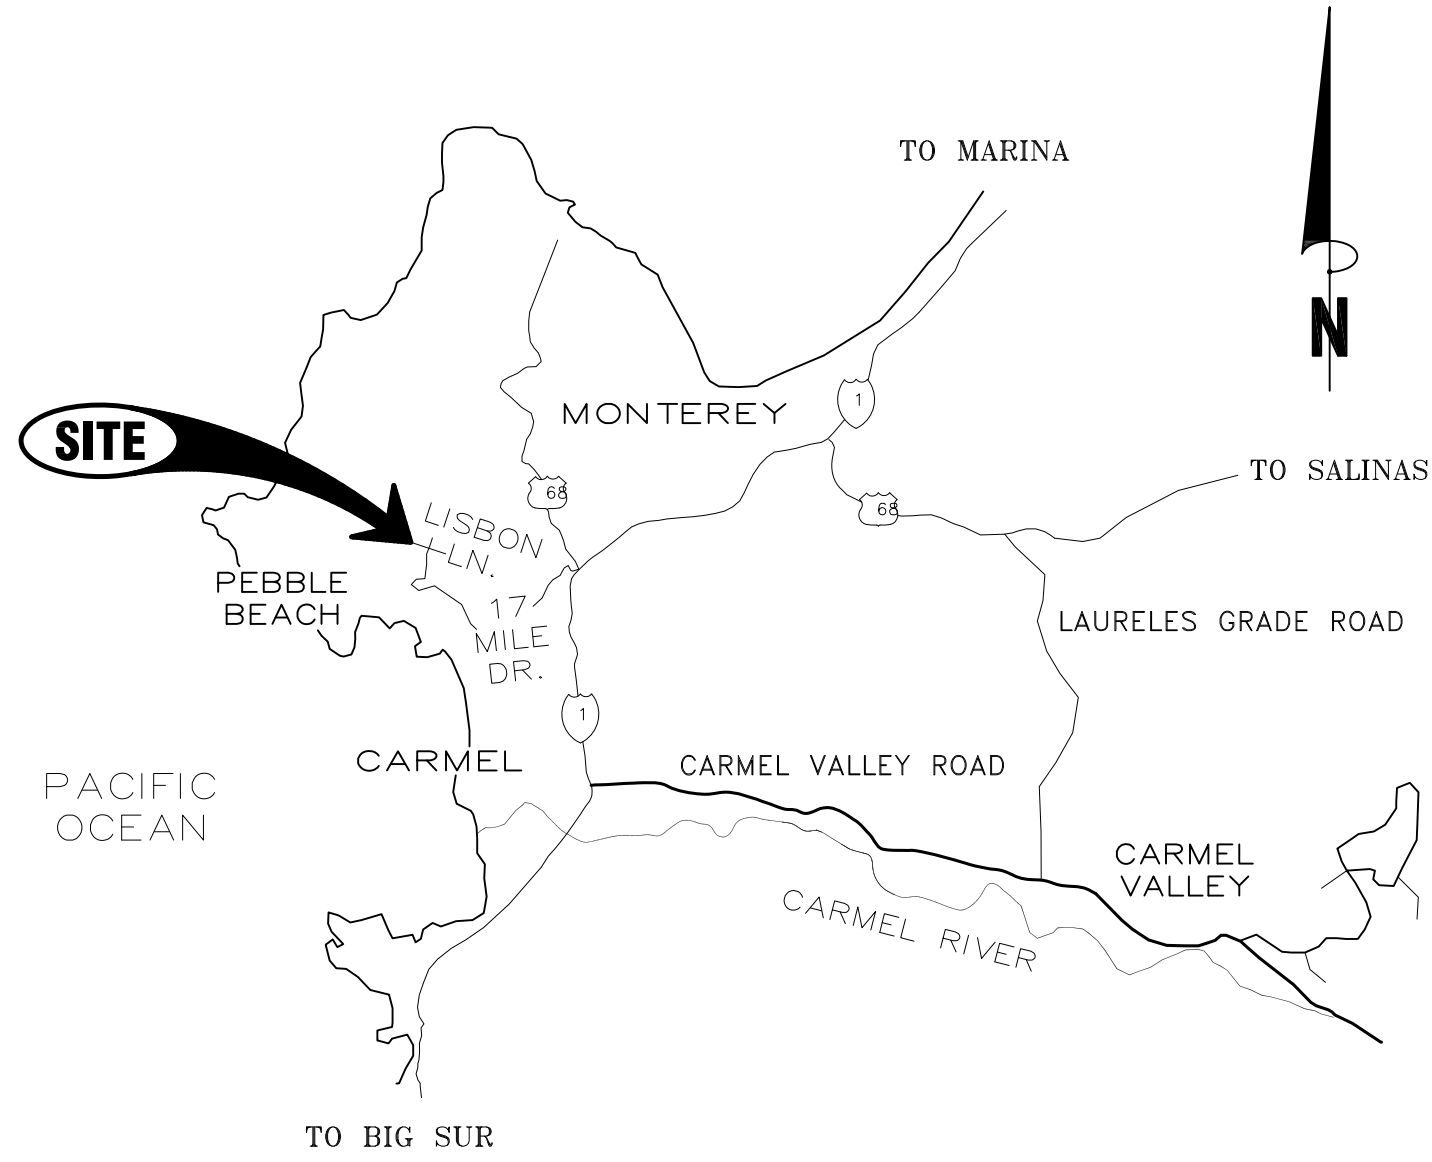 TO MARINA
N
1
MONTEREY
SITE
TO SALINAS
68
68
LISBON
LN.
PEBBLE
BEACH
17
MILE
DR.
LAURELES GRADE ROAD
1
CARMEL
CARMEL VALLEY ROAD
PACIFIC
OCEAN
CARMEL
VALLEY
CARMEL RIVER
TO BIG SUR